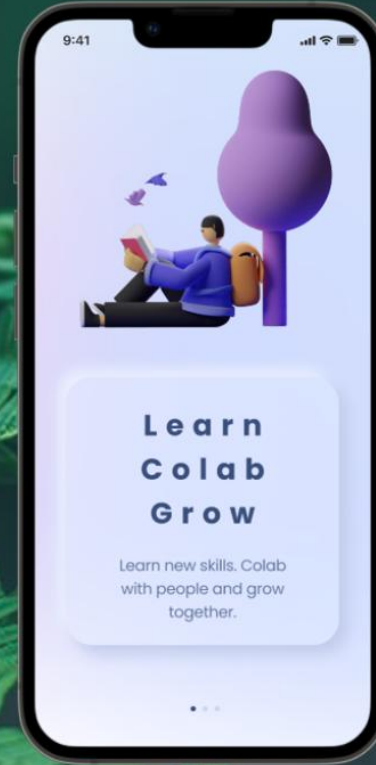 9:41
Learn
Colab
Grow
Learn new skills. Colab
with people and grow
together.